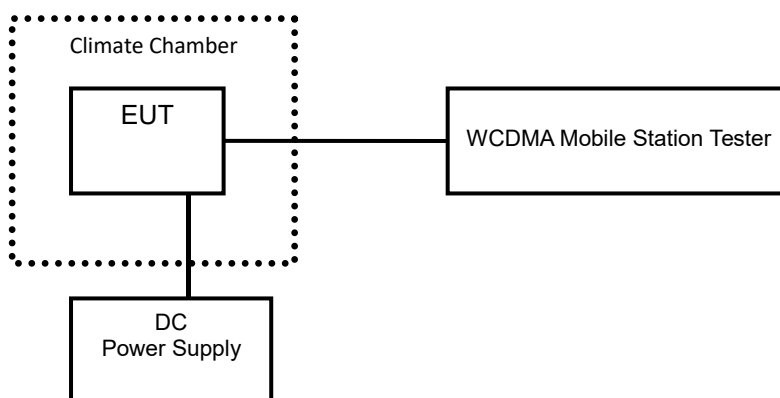 Climate Chamber
EUT
WCDMA Mobile Station Tester
DC
Power Supply